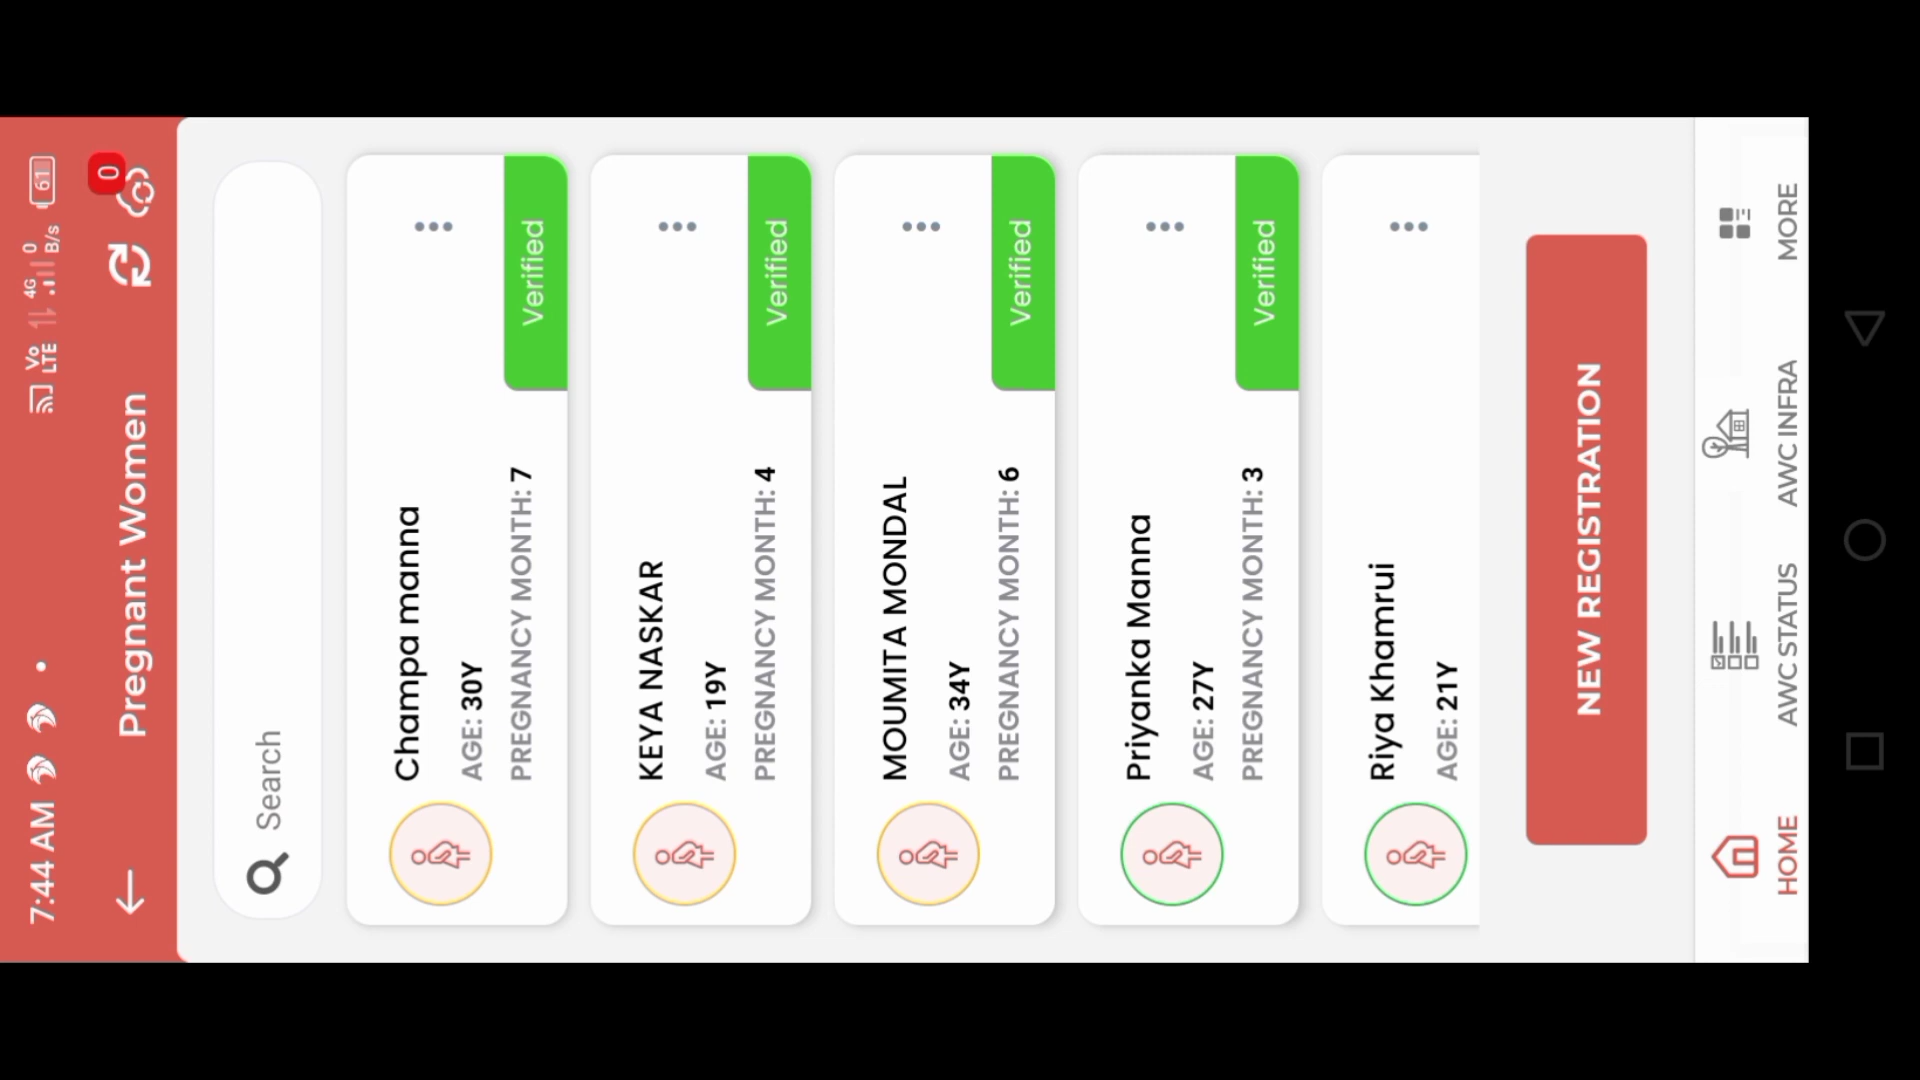 7:44 AM
Vo LTE 4G 0 B/s 61
Pregnant Women
0
Search
Champa manna
AGE: 30Y
PREGNANCY MONTH: 7
Verified
KEYA NASKAR
AGE: 19Y
PREGNANCY MONTH: 4
Verified
MOUMITA MONDAL
AGE: 34Y
PREGNANCY MONTH: 6
Verified
Priyanka Manna
AGE: 27Y
PREGNANCY MONTH: 3
Verified
Riya Khamrui
AGE: 21Y
NEW REGISTRATION
HOME
AWC STATUS
AWC INFRA
MORE